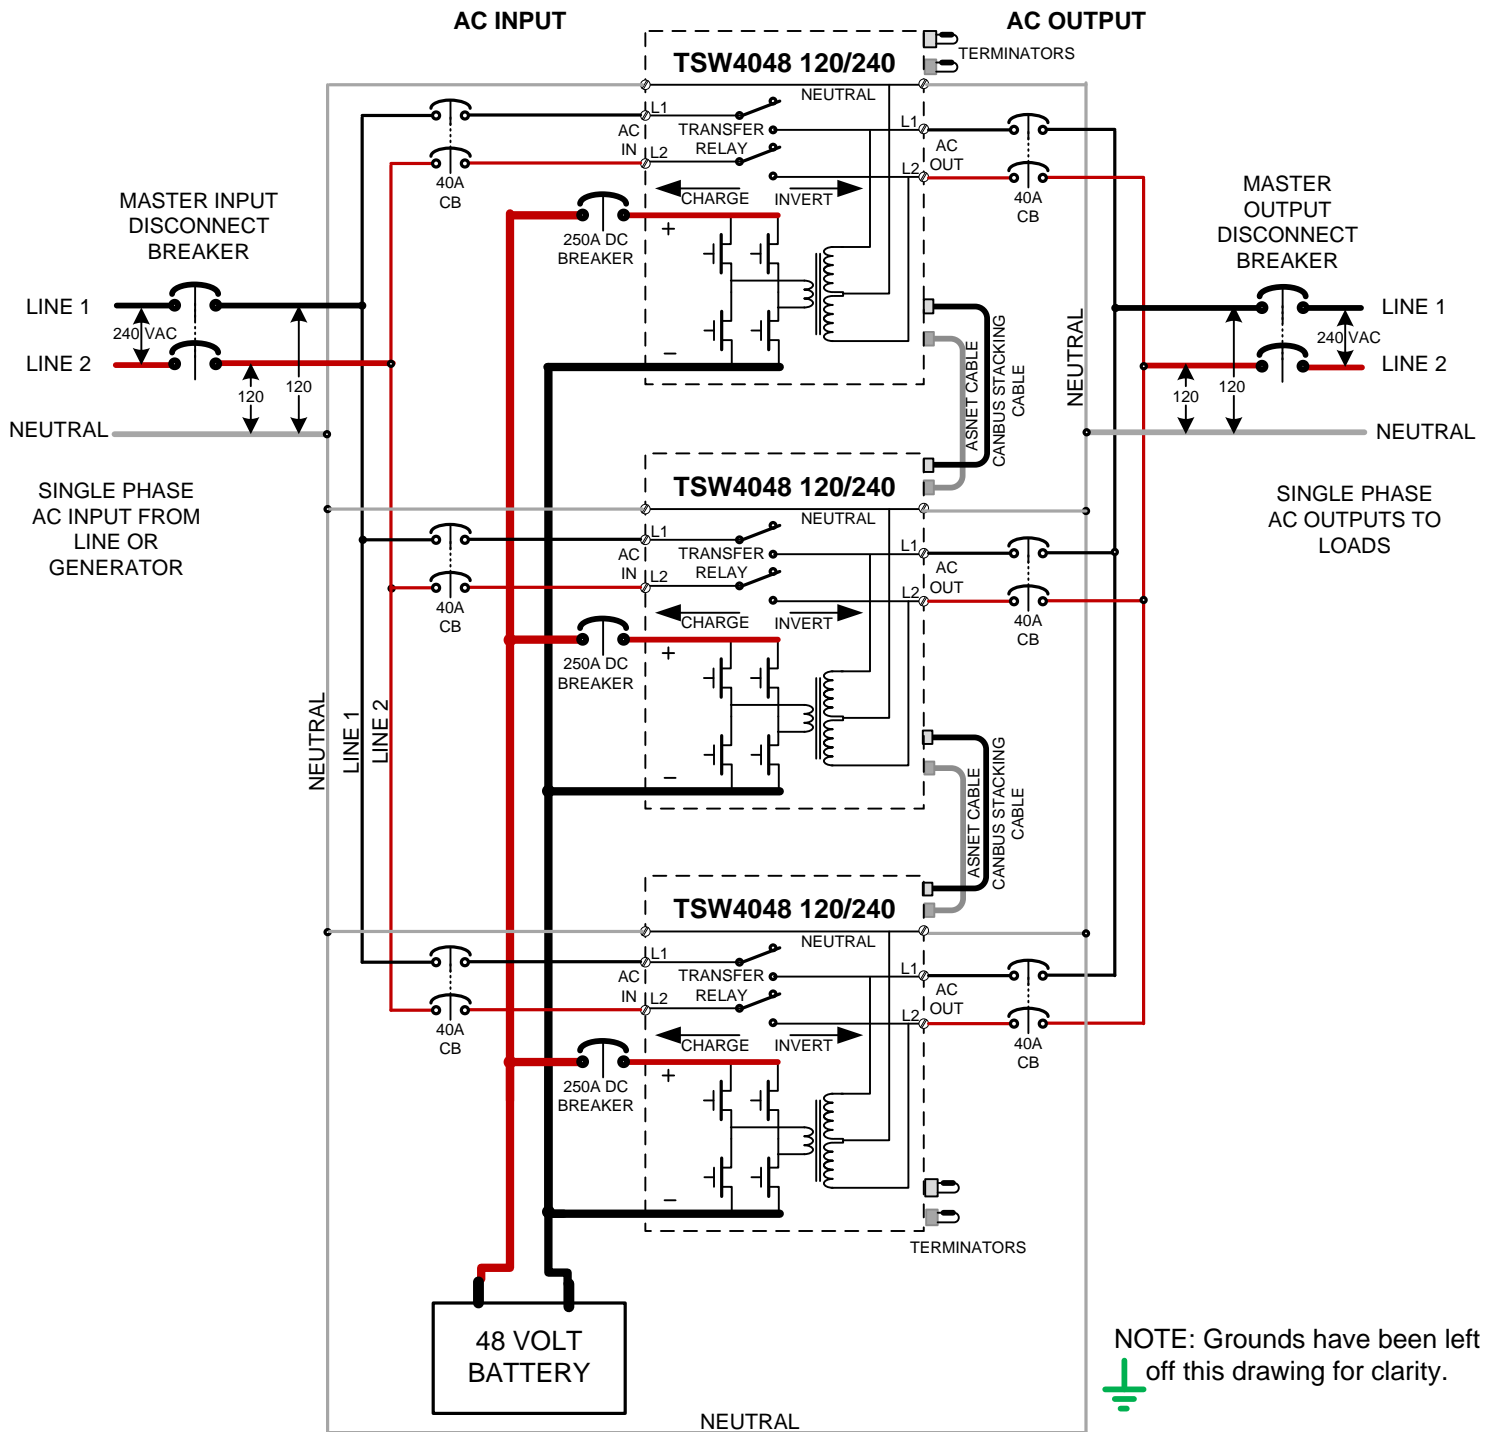 AC INPUT
AC OUTPUT
TERMINATORS
TSW4048 120/240
NEUTRAL
L1
AC
IN
L2
TRANSFER
RELAY
L1
AC
OUT
L2
40A
CB
CHARGE
INVERT
40A
CB
250A DC
BREAKER
+
–
MASTER INPUT
DISCONNECT
BREAKER
LINE 1
240 VAC
LINE 2
120
120
NEUTRAL
SINGLE PHASE
AC INPUT FROM
LINE OR
GENERATOR
MASTER
OUTPUT
DISCONNECT
BREAKER
LINE 1
240 VAC
LINE 2
120
120
NEUTRAL
SINGLE PHASE
AC OUTPUTS TO
LOADS
NEUTRAL
ASNET CABLE
CANBUS STACKING
CABLE
TSW4048 120/240
NEUTRAL
L1
AC
IN
L2
TRANSFER
RELAY
L1
AC
OUT
L2
40A
CB
CHARGE
INVERT
40A
CB
250A DC
BREAKER
+
–
NEUTRAL
LINE 1
LINE 2
ASNET CABLE
CANBUS STACKING
CABLE
TSW4048 120/240
NEUTRAL
L1
AC
IN
L2
TRANSFER
RELAY
L1
AC
OUT
L2
40A
CB
CHARGE
INVERT
40A
CB
250A DC
BREAKER
+
–
TERMINATORS
48 VOLT
BATTERY
NOTE: Grounds have been left
off this drawing for clarity.
NEUTRAL